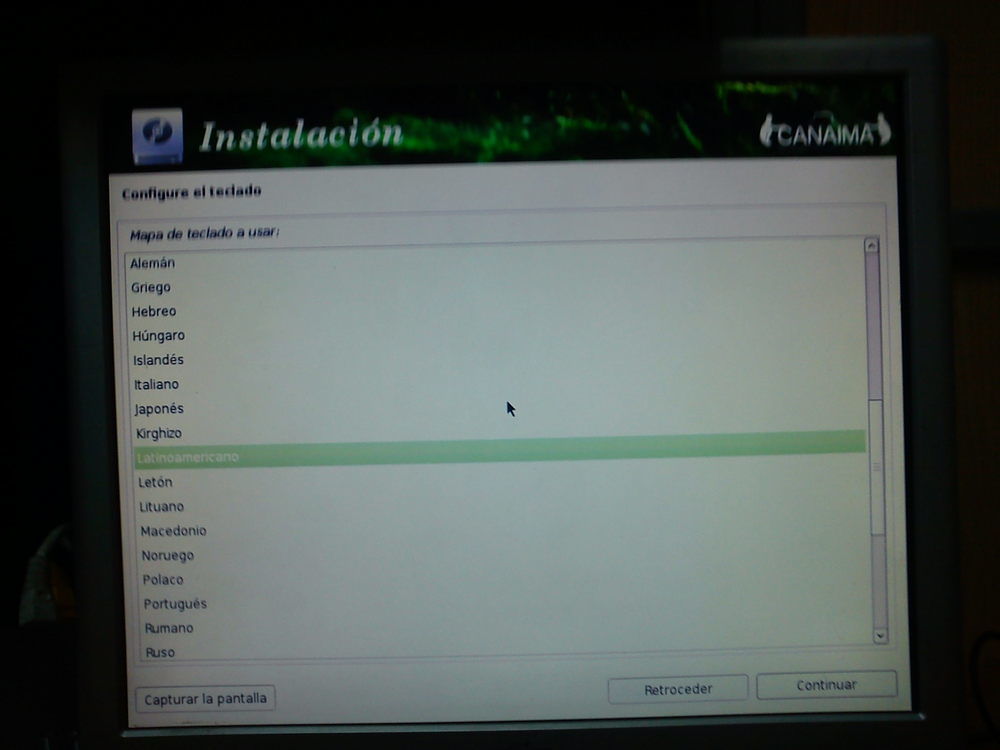 Instalación
CANAIMA
Configure el teclado
Mapa de teclado a usar:
Alemán
Griego
Hebreo
Húngaro
Islandés
Italiano
Japonés
Kirghizo
Latinoamericano
Letón
Lituano
Macedonio
Noruego
Polaco
Portugués
Rumano
Ruso
Capturar la pantalla
Retroceder
Continuar